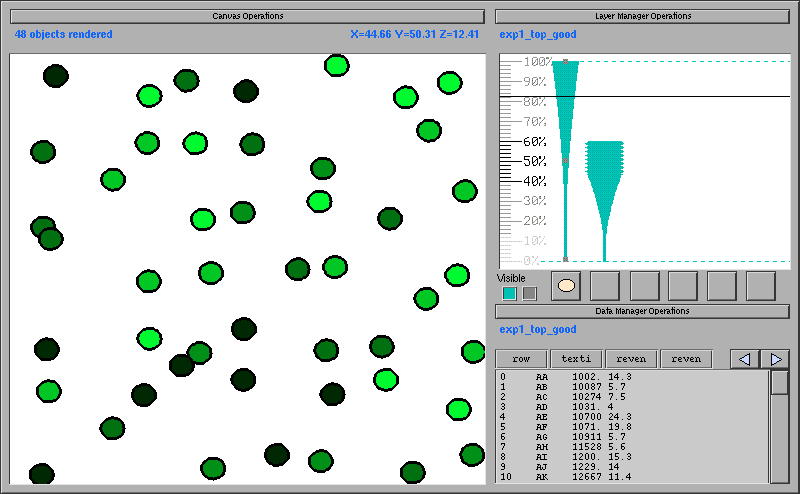 Canvas Operations
48 objects rendered
X=44.66 Y=50.31 Z=12.41
Layer Manager Operations
exp1_top_good
100%
90%
80%
70%
60%
50%
40%
30%
20%
10%
0%
Visible
Data Manager Operations
exp1_top_good
row texti reven reven
0 AA 1002. 14.3
1 AB 10087 5.7
2 AC 10274 7.5
3 AD 1031. 4
4 AE 10700 24.3
5 AF 1071. 19.8
6 AG 10911 5.7
7 AH 11528 5.6
8 AI 1200. 15.3
9 AJ 1229. 14
10 AK 12667 11.4